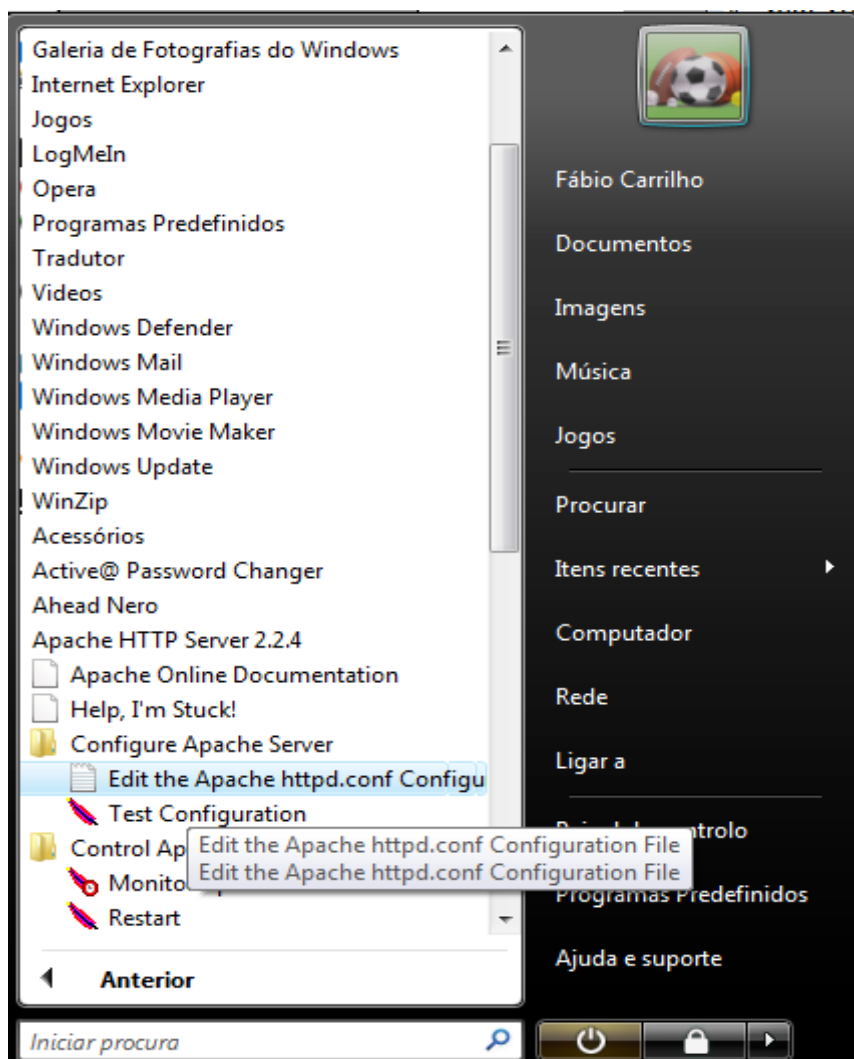 Galeria de Fotografias do Windows
Internet Explorer
Jogos
LogMeIn
Opera
Programas Predefinidos
Tradutor
Videos
Windows Defender
Windows Mail
Windows Media Player
Windows Movie Maker
Windows Update
WinZip
Acessórios
Active@ Password Changer
Ahead Nero
Apache HTTP Server 2.2.4
Apache Online Documentation
Help, I'm Stuck!
Configure Apache Server
Edit the Apache httpd.conf Configu
Test Configuration
Control Ap
Edit the Apache httpd.conf Configuration File
Edit the Apache httpd.conf Configuration File
Monito
Restart
Anterior
Iniciar procura
Fábio Carrilho
Documentos
Imagens
Música
Jogos
Procurar
Itens recentes
Computador
Rede
Ligar a
ntrolo
Programas Predefinidos
Ajuda e suporte